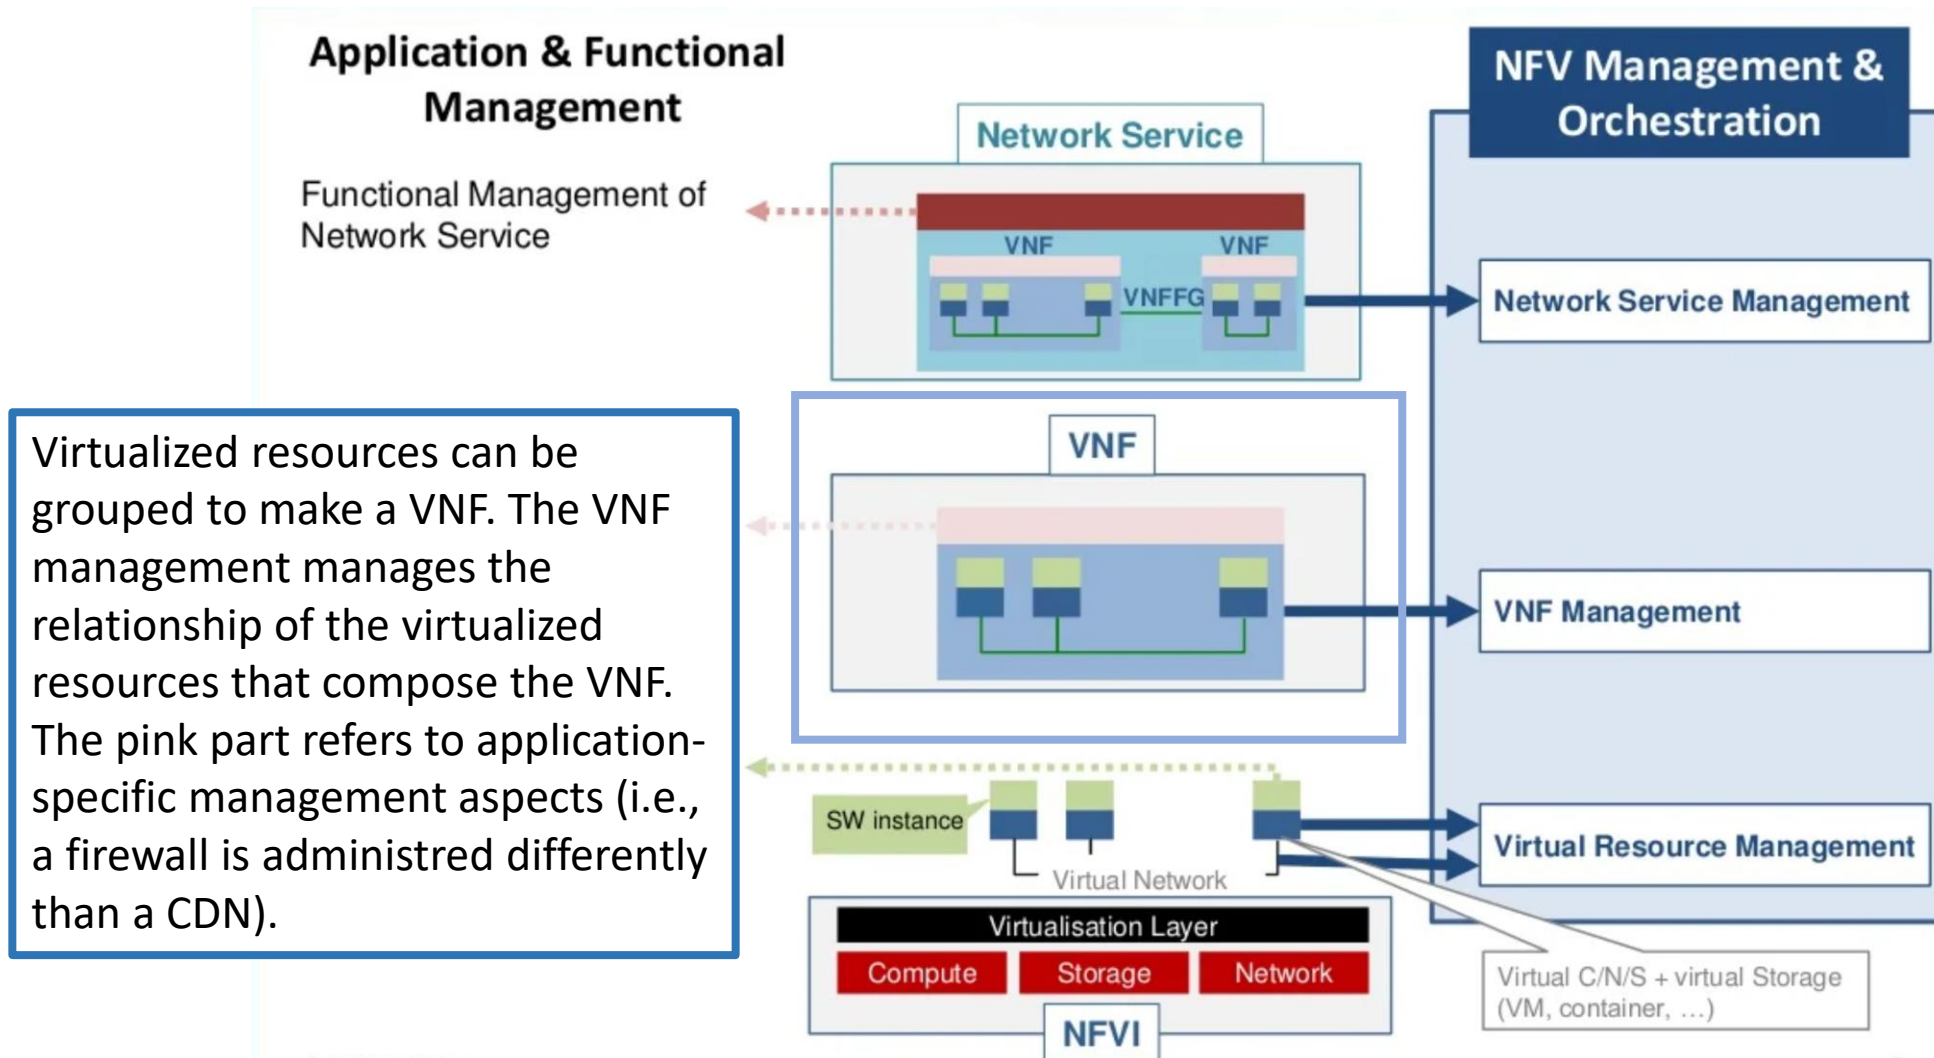 Application & Functional
Management
NFV Management &
Orchestration
Network Service
Functional Management of
Network Service
VNF
VNF
VNFFG
Network Service Management
Virtualized resources can be
grouped to make a VNF. The VNF
management manages the
relationship of the virtualized
resources that compose the VNF.
The pink part refers to application-
specific management aspects (i.e.,
a firewall is administred differently
than a CDN).
VNF
VNF Management
SW instance
Virtual Network
Virtual Resource Management
Virtualisation Layer
Compute
Storage
Network
NFVI
Virtual C/N/S + virtual Storage
(VM, container, …)